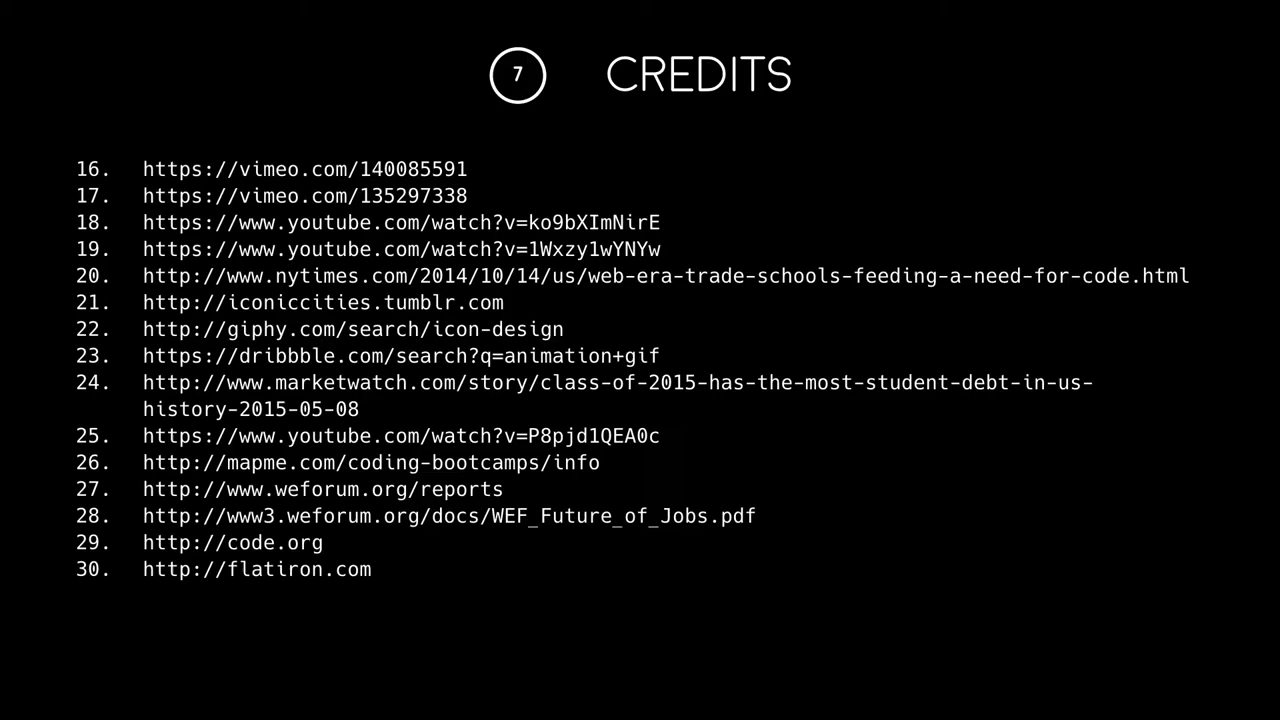 7 CREDITS
16. https://vimeo.com/140085591
17. https://vimeo.com/135297338
18. https://www.youtube.com/watch?v=ko9bXImNirE
19. https://www.youtube.com/watch?v=1Wxzy1wYNYw
20. http://www.nytimes.com/2014/10/14/us/web-era-trade-schools-feeding-a-need-for-code.html
21. http://iconiccities.tumblr.com
22. http://giphy.com/search/icon-design
23. https://dribbble.com/search?q=animation+gif
24. http://www.marketwatch.com/story/class-of-2015-has-the-most-student-debt-in-us-
history-2015-05-08
25. https://www.youtube.com/watch?v=P8pjd1QEA0c
26. http://mapme.com/coding-bootcamps/info
27. http://www.weforum.org/reports
28. http://www3.weforum.org/docs/WEF_Future_of_Jobs.pdf
29. http://code.org
30. http://flatiron.com